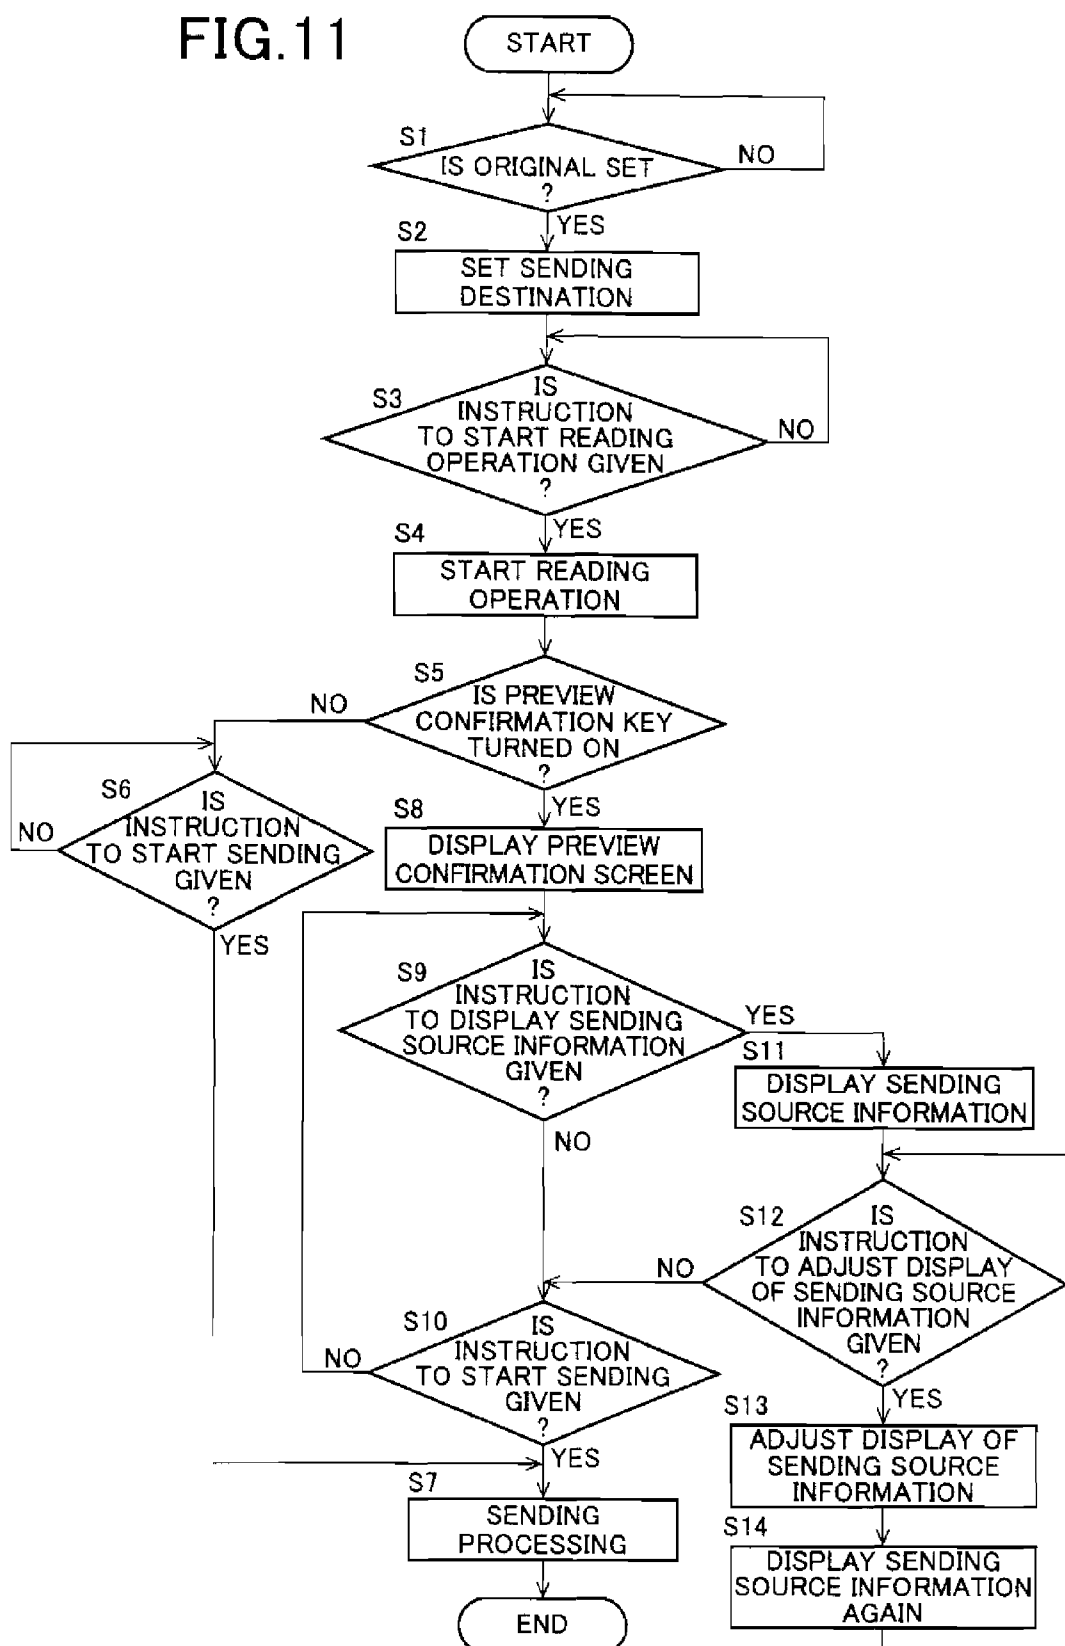 FIG.11
START
S1
IS ORIGINAL SET
?
NO
YES
S2
SET SENDING
DESTINATION
S3
IS
INSTRUCTION
TO START READING
OPERATION GIVEN
?
NO
YES
S4
START READING
OPERATION
S5
IS PREVIEW
CONFIRMATION KEY
TURNED ON
?
NO
YES
S6
IS
INSTRUCTION
TO START SENDING
GIVEN
?
NO
YES
S8
DISPLAY PREVIEW
CONFIRMATION SCREEN
S9
IS
INSTRUCTION
TO DISPLAY SENDING
SOURCE INFORMATION
GIVEN
?
YES
NO
S11
DISPLAY SENDING
SOURCE INFORMATION
S12
IS
INSTRUCTION
TO ADJUST DISPLAY
OF SENDING SOURCE
INFORMATION
GIVEN
?
NO
YES
S10
IS
INSTRUCTION
TO START SENDING
GIVEN
?
NO
YES
S13
ADJUST DISPLAY OF
SENDING SOURCE
INFORMATION
S7
SENDING
PROCESSING
S14
DISPLAY SENDING
SOURCE INFORMATION
AGAIN
END